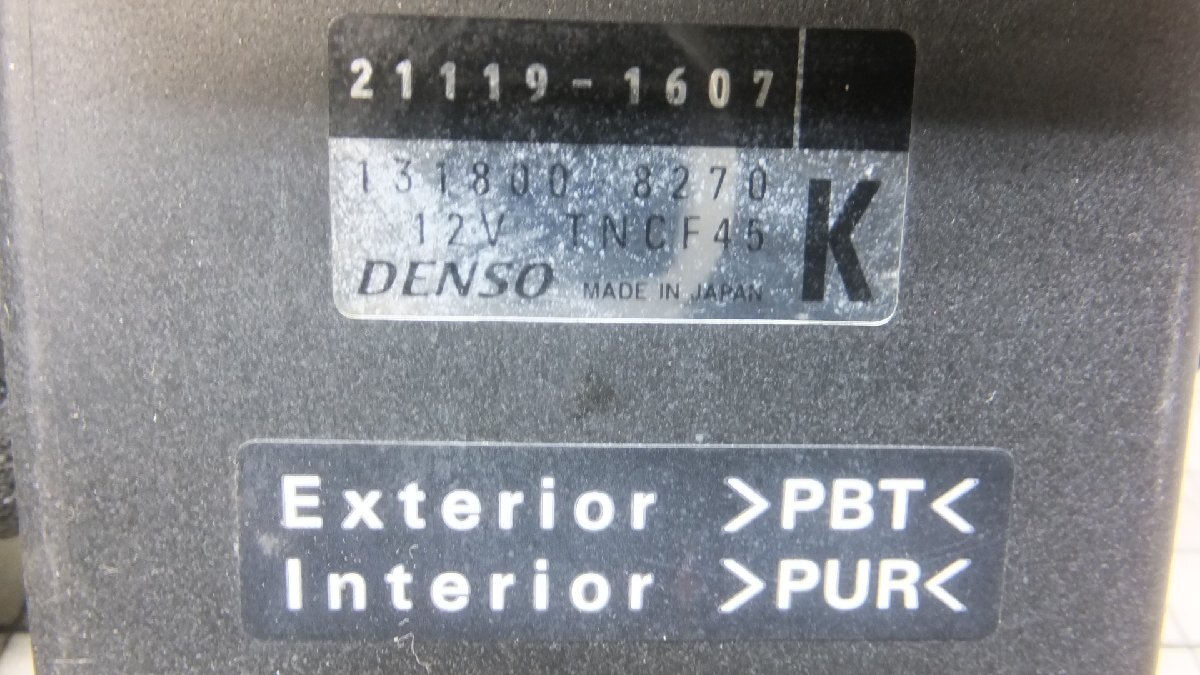 21119-1607
131800-8270
12V TNCF45
K
DENSO MADE IN JAPAN
Exterior >PBT<
Interior >PUR<